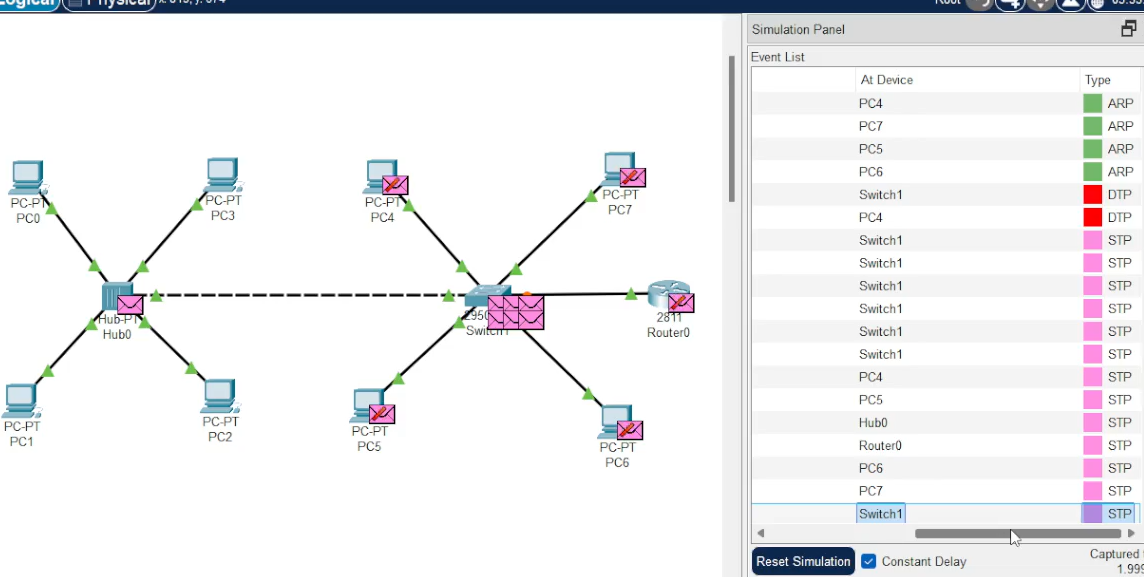 Logical Physical x: 819, y: 674 Root
Simulation Panel
Event List
At Device Type
PC4 ARP
PC7 ARP
PC5 ARP
PC6 ARP
Switch1 DTP
PC4 DTP
Switch1 STP
Switch1 STP
Switch1 STP
Switch1 STP
Switch1 STP
Switch1 STP
PC4 STP
PC5 STP
Hub0 STP
Router0 STP
PC6 STP
PC7 STP
Switch1 STP
Reset Simulation Constant Delay Captured
1.999
PC-PT
PC0
PC-PT
PC3
PC-PT
PC4
PC-PT
PC7
Hub-PT
Hub0
2950
Switch1
2811
Router0
PC-PT
PC1
PC-PT
PC2
PC-PT
PC5
PC-PT
PC6